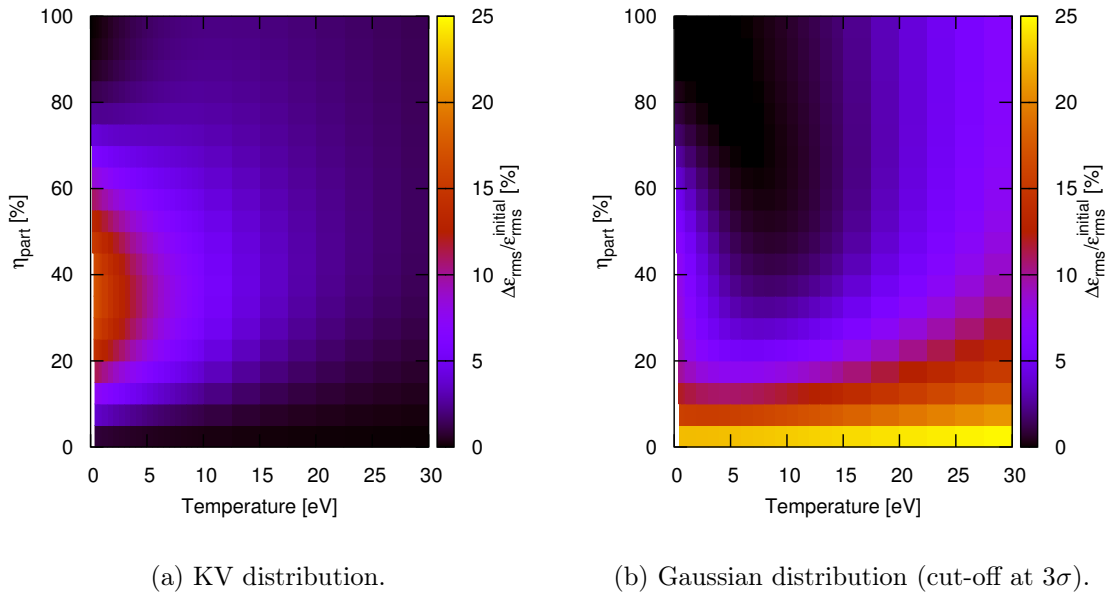 100
80
60
40
20
0
η_part [%]
0 5 10 15 20 25 30
Temperature [eV]
25
20
15
10
5
0
Δε_rms/ε_rms^initial [%]
(a) KV distribution.
100
80
60
40
20
0
η_part [%]
0 5 10 15 20 25 30
Temperature [eV]
25
20
15
10
5
0
Δε_rms/ε_rms^initial [%]
(b) Gaussian distribution (cut-off at 3σ).